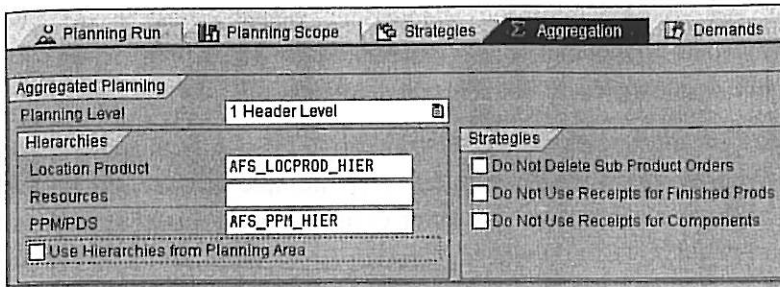 Planning Run Planning Scope Strategies Aggregation Demands
Aggregated Planning
Planning Level 1 Header Level
Hierarchies
Location Product AFS_LOCPROD_HIER
Resources
PPM/PDS AFS_PPM_HIER
Use Hierarchies from Planning Area
Strategies
Do Not Delete Sub Product Orders
Do Not Use Receipts for Finished Prods
Do Not Use Receipts for Components